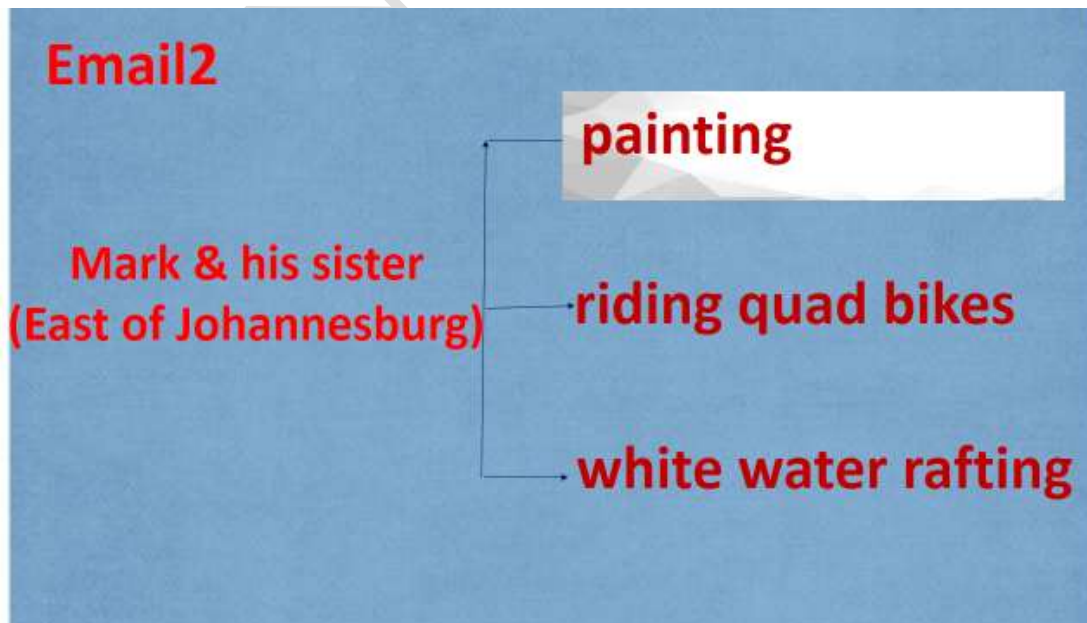 Email2
painting
Mark & his sister
(East of Johannesburg)
riding quad bikes
white water rafting